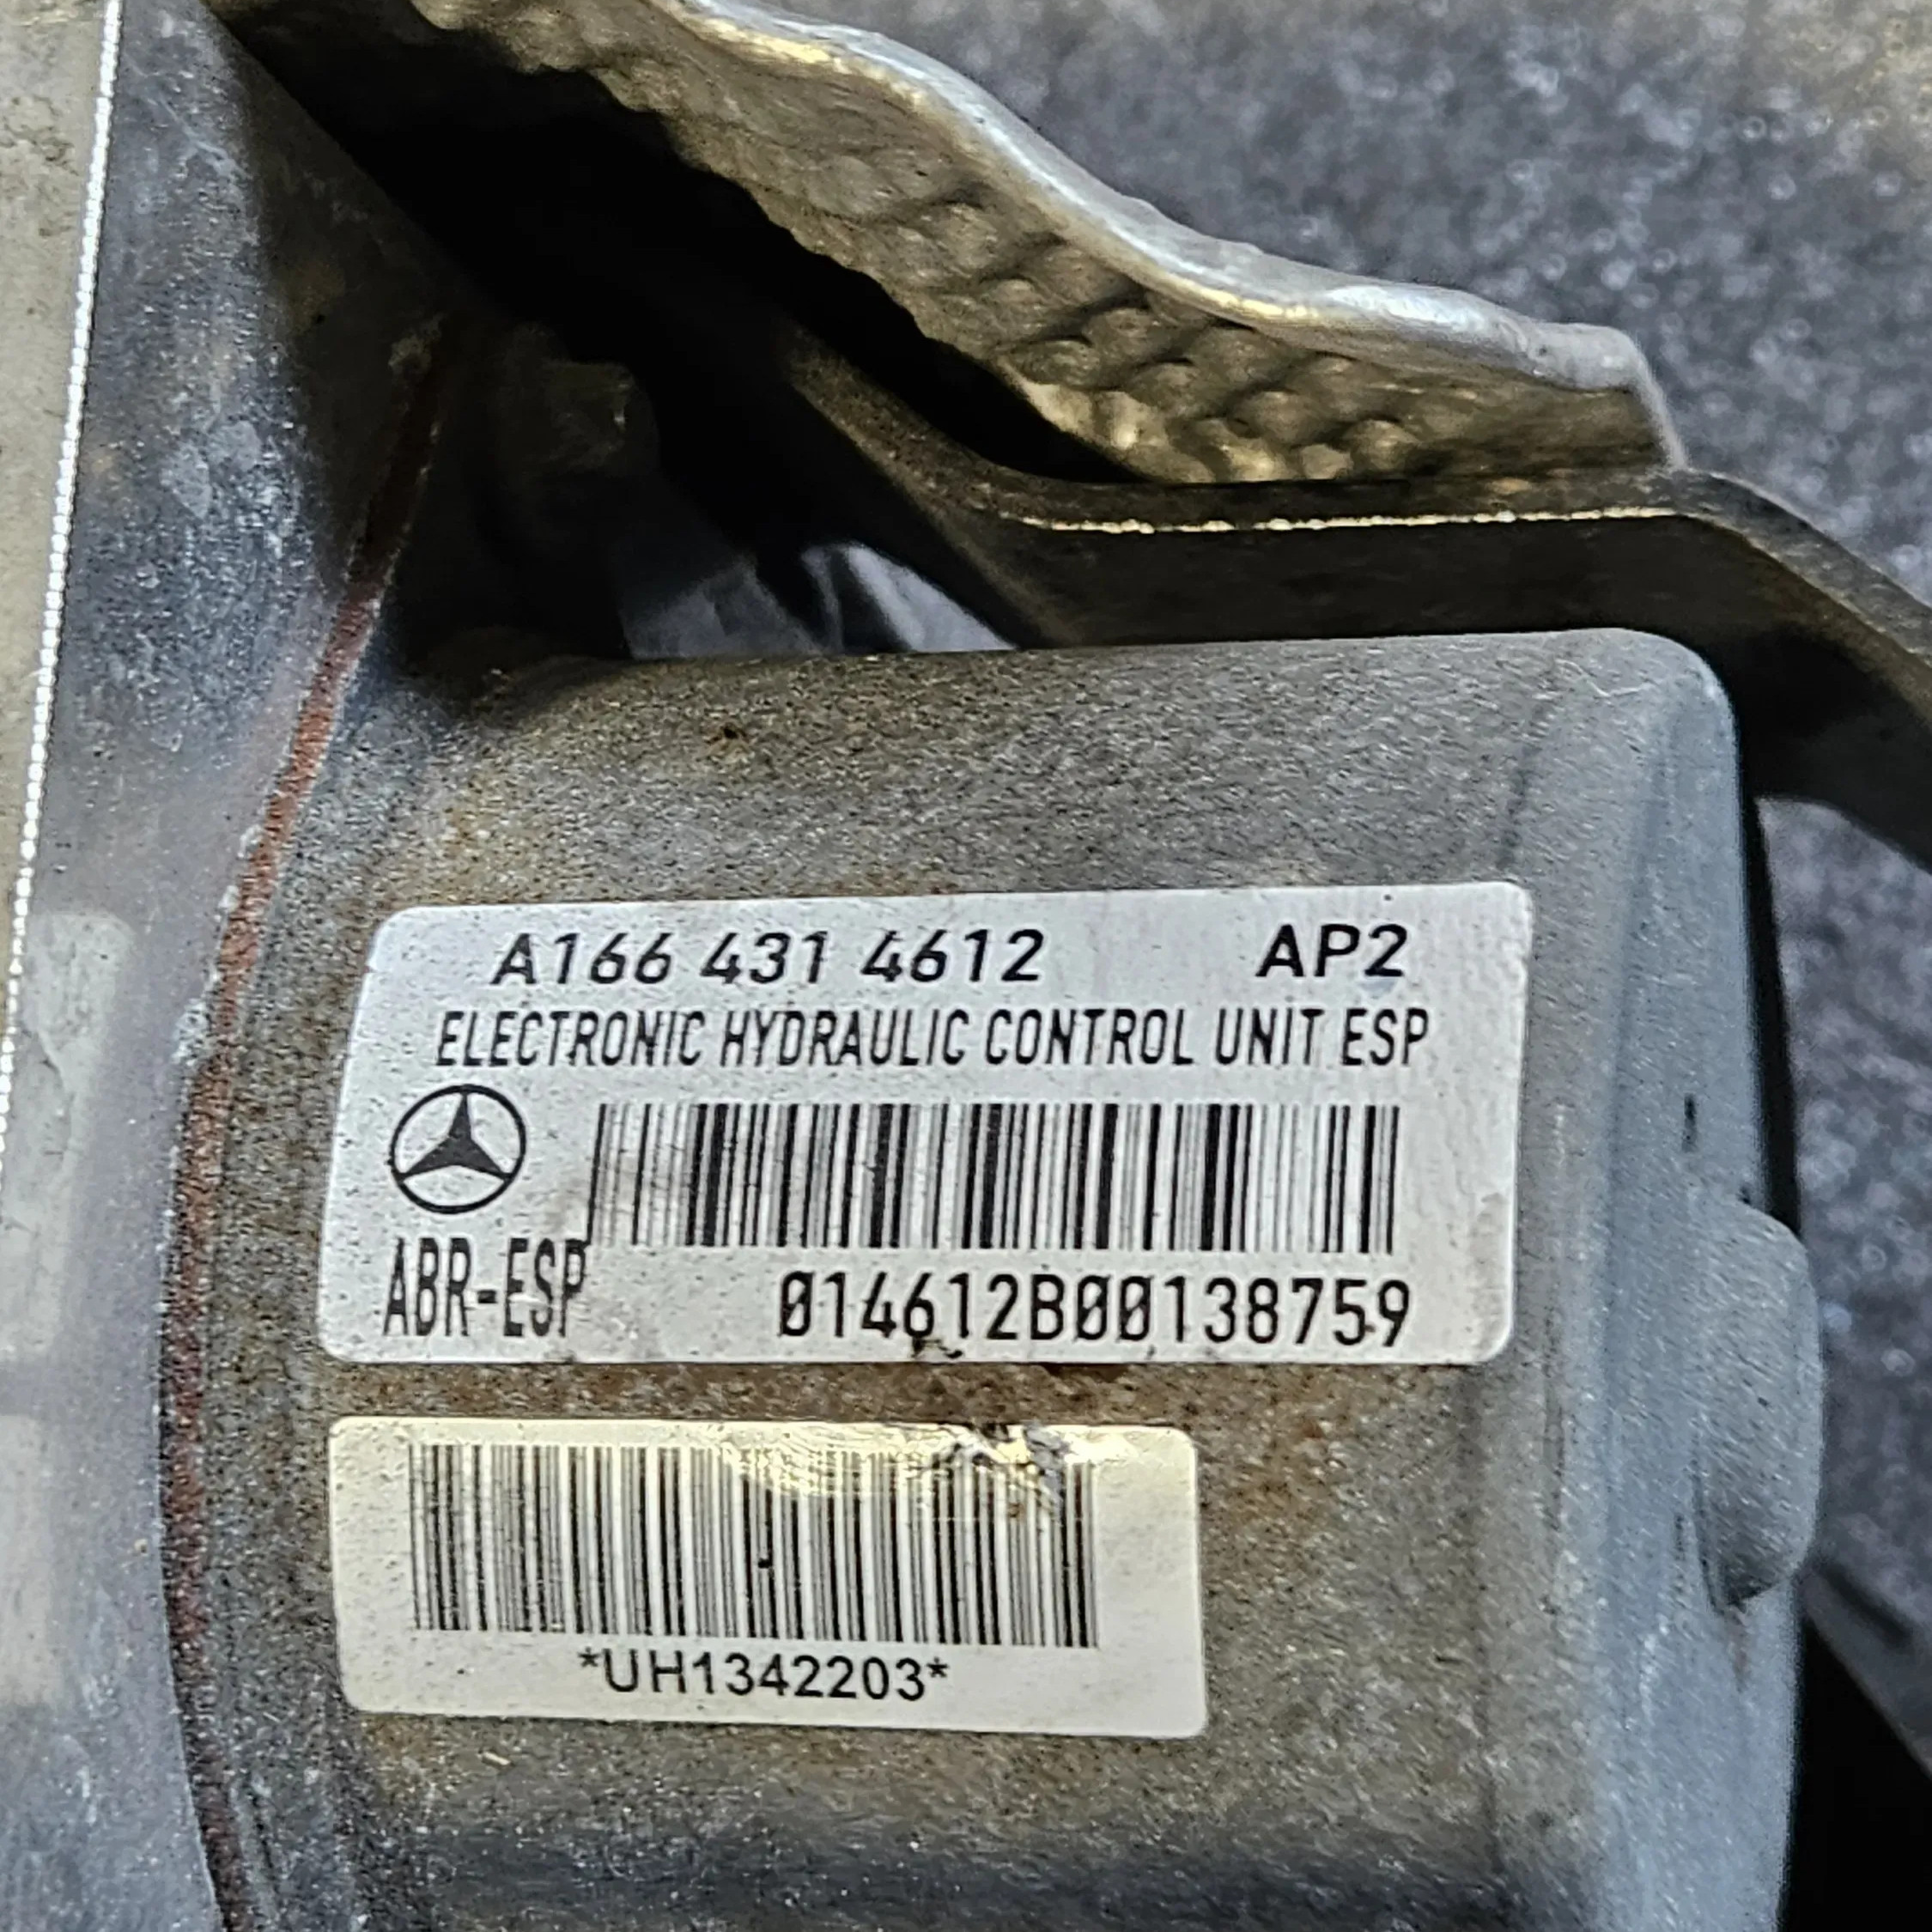 A166 431 4612 AP2
ELECTRONIC HYDRAULIC CONTROL UNIT ESP
ABR-ESP
014612B00138759
*UH1342203*